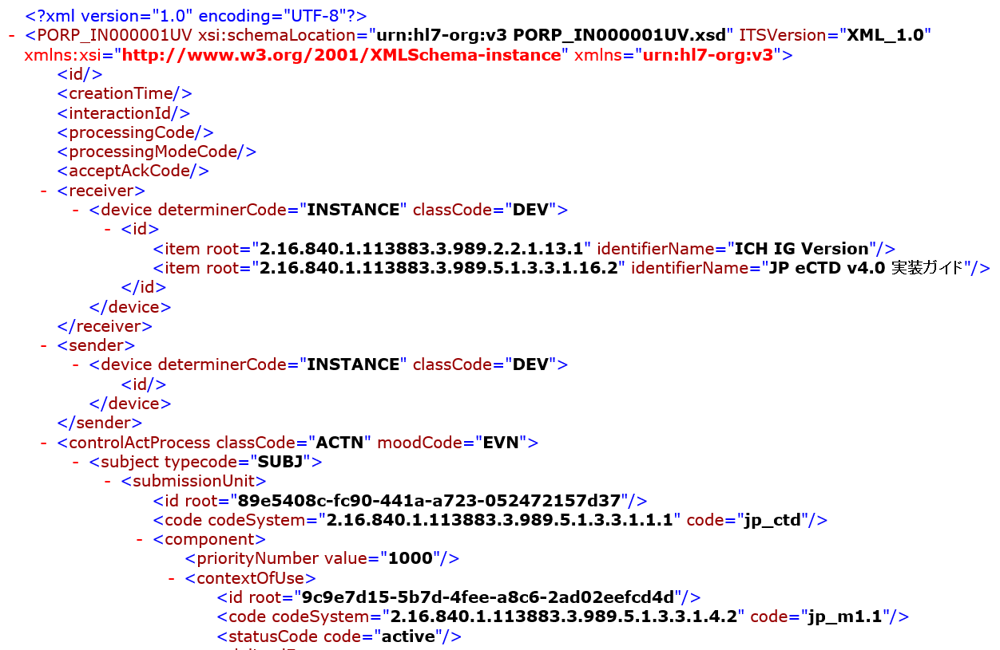 <?xml version="1.0" encoding="UTF-8"?>
- <PORP_IN000001UV xsi:schemaLocation="urn:hl7-org:v3 PORP_IN000001UV.xsd" ITSVersion="XML_1.0"
xmlns:xsi="http://www.w3.org/2001/XMLSchema-instance" xmlns="urn:hl7-org:v3">
<id/>
<creationTime/>
<interactionId/>
<processingCode/>
<processingModeCode/>
<acceptAckCode/>
- <receiver>
- <device determinerCode="INSTANCE" classCode="DEV">
- <id>
<item root="2.16.840.1.113883.3.989.2.2.1.13.1" identifierName="ICH IG Version"/>
<item root="2.16.840.1.113883.3.989.5.1.3.3.1.16.2" identifierName="JP eCTD v4.0 実装ガイド"/>
</id>
</device>
</receiver>
- <sender>
- <device determinerCode="INSTANCE" classCode="DEV">
<id/>
</device>
</sender>
- <controlActProcess classCode="ACTN" moodCode="EVN">
- <subject typecode="SUBJ">
- <submissionUnit>
<id root="89e5408c-fc90-441a-a723-052472157d37"/>
<code codeSystem="2.16.840.1.113883.3.989.5.1.3.3.1.1.1" code="jp_ctd"/>
- <component>
<priorityNumber value="1000"/>
- <contextOfUse>
<id root="9c9e7d15-5b7d-4fee-a8c6-2ad02eefcd4d"/>
<code codeSystem="2.16.840.1.113883.3.989.5.1.3.3.1.4.2" code="jp_m1.1"/>
<statusCode code="active"/>